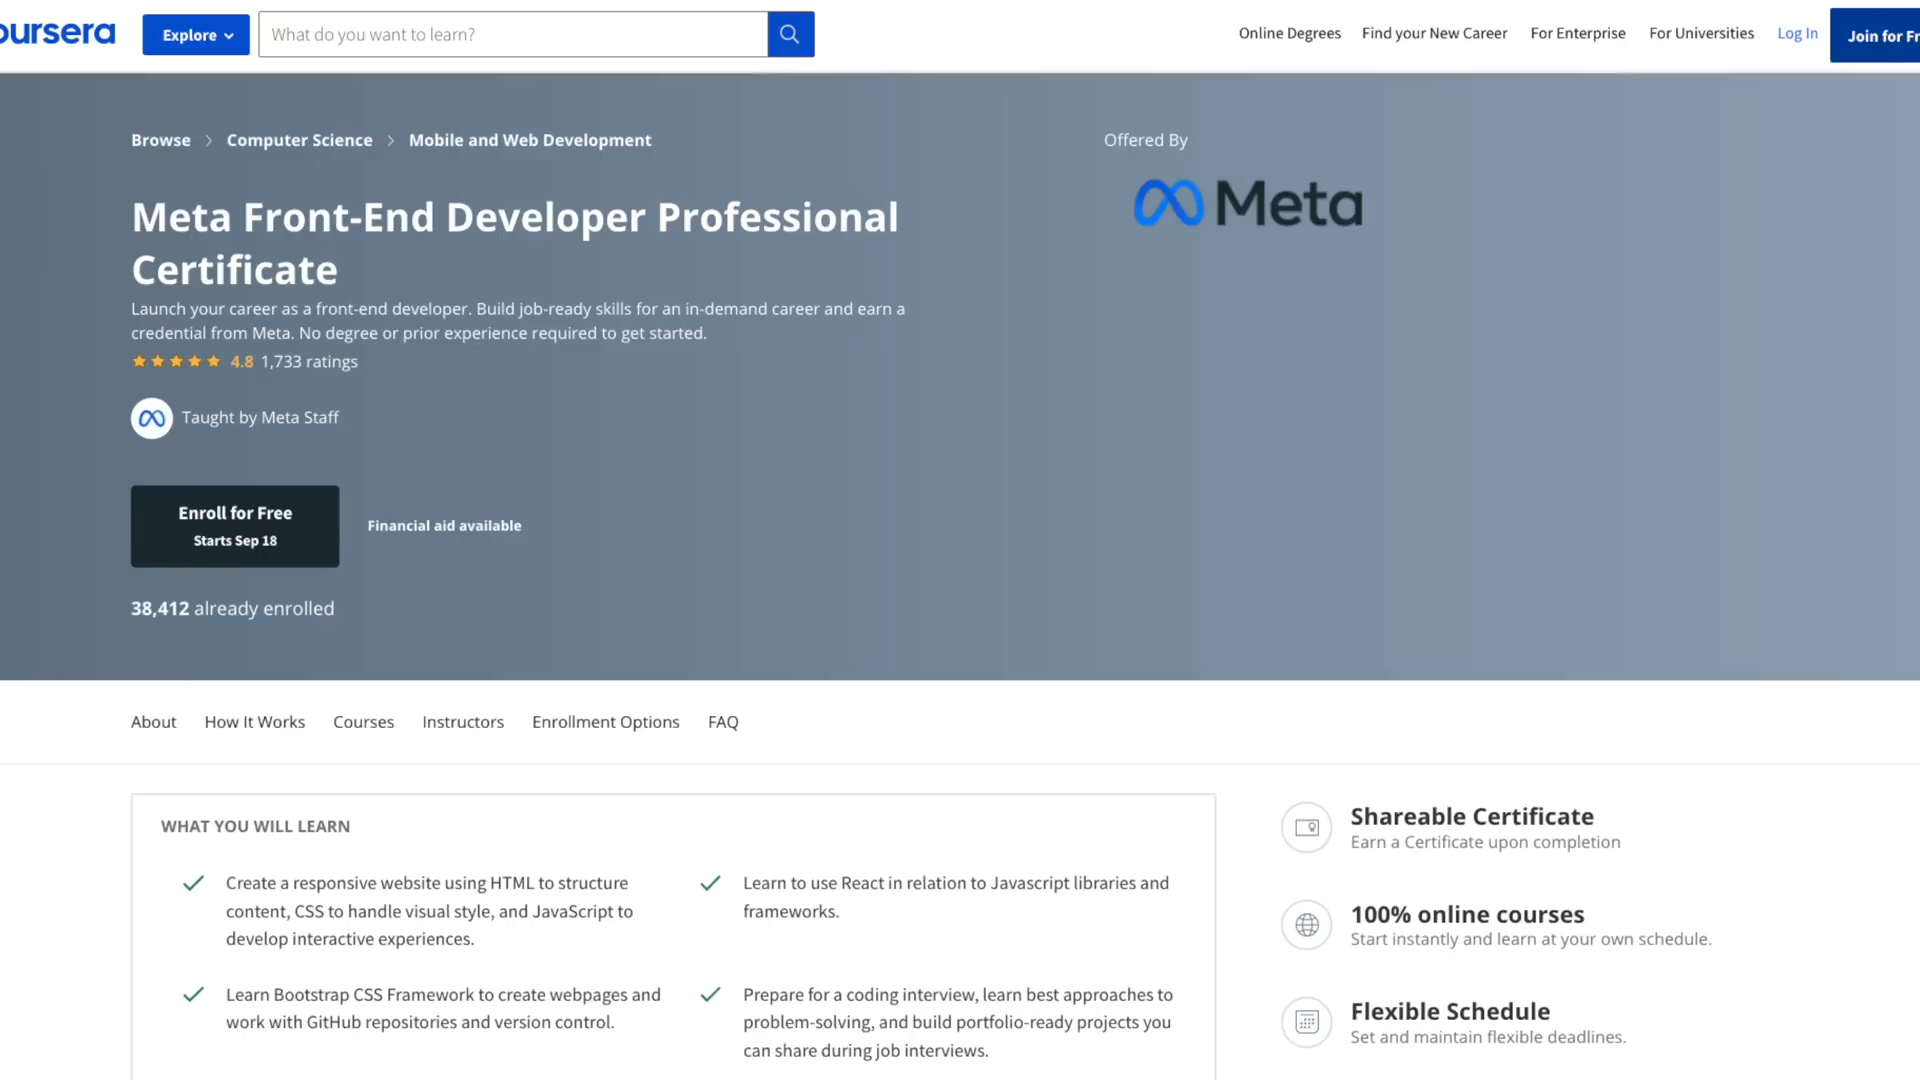 oursera
Explore
What do you want to learn?
Online Degrees
Find your New Career
For Enterprise
For Universities
Log In
Join for Fr
Browse > Computer Science > Mobile and Web Development
Offered By
Meta
Meta Front-End Developer Professional
Certificate
Launch your career as a front-end developer. Build job-ready skills for an in-demand career and earn a
credential from Meta. No degree or prior experience required to get started.
4.8 1,733 ratings
Taught by Meta Staff
Enroll for Free
Starts Sep 18
Financial aid available
38,412 already enrolled
About
How It Works
Courses
Instructors
Enrollment Options
FAQ
WHAT YOU WILL LEARN
Create a responsive website using HTML to structure
content, CSS to handle visual style, and JavaScript to
develop interactive experiences.
Learn to use React in relation to Javascript libraries and
frameworks.
Learn Bootstrap CSS Framework to create webpages and
work with GitHub repositories and version control.
Prepare for a coding interview, learn best approaches to
problem-solving, and build portfolio-ready projects you
can share during job interviews.
Shareable Certificate
Earn a Certificate upon completion
100% online courses
Start instantly and learn at your own schedule.
Flexible Schedule
Set and maintain flexible deadlines.